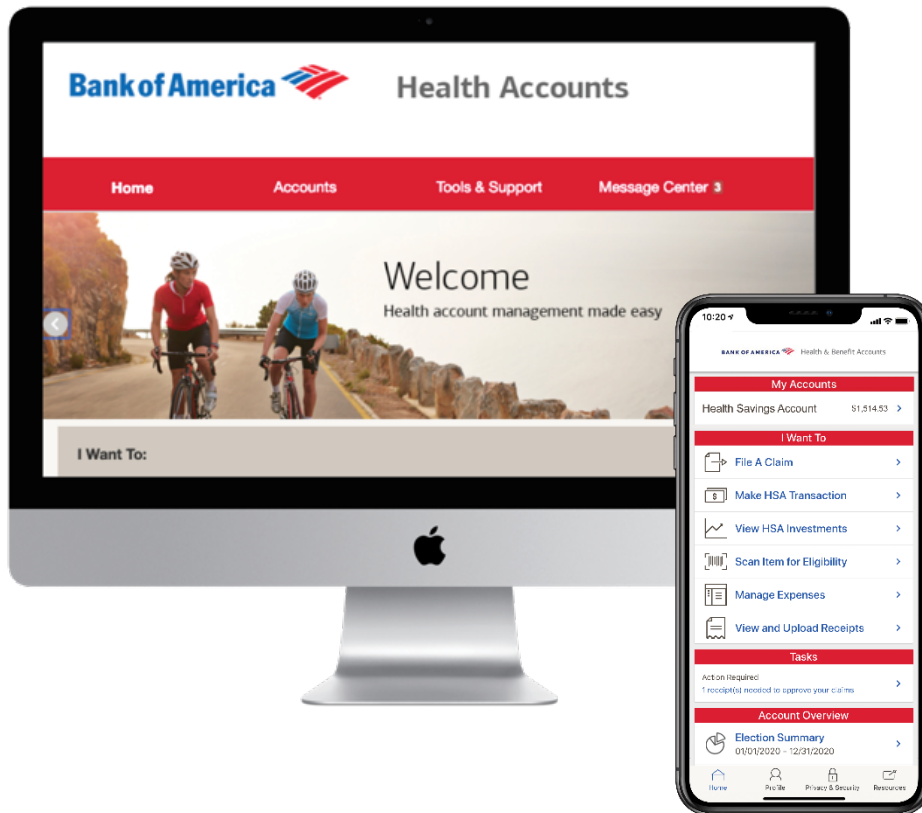 Bank of America
Health Accounts
Home Accounts Tools & Support Message Center 3
Welcome
Health account management made easy
I Want To:
10:20
BANK OF AMERICA Health & Benefit Accounts
My Accounts
Health Savings Account $1,514.53
I Want To
File A Claim
Make HSA Transaction
View HSA Investments
Scan Item for Eligibility
Manage Expenses
View and Upload Receipts
Tasks
Action Required
1 receipt(s) needed to approve your claims
Account Overview
Election Summary
01/01/2020 - 12/31/2020
Home Profile Privacy & Security Resources